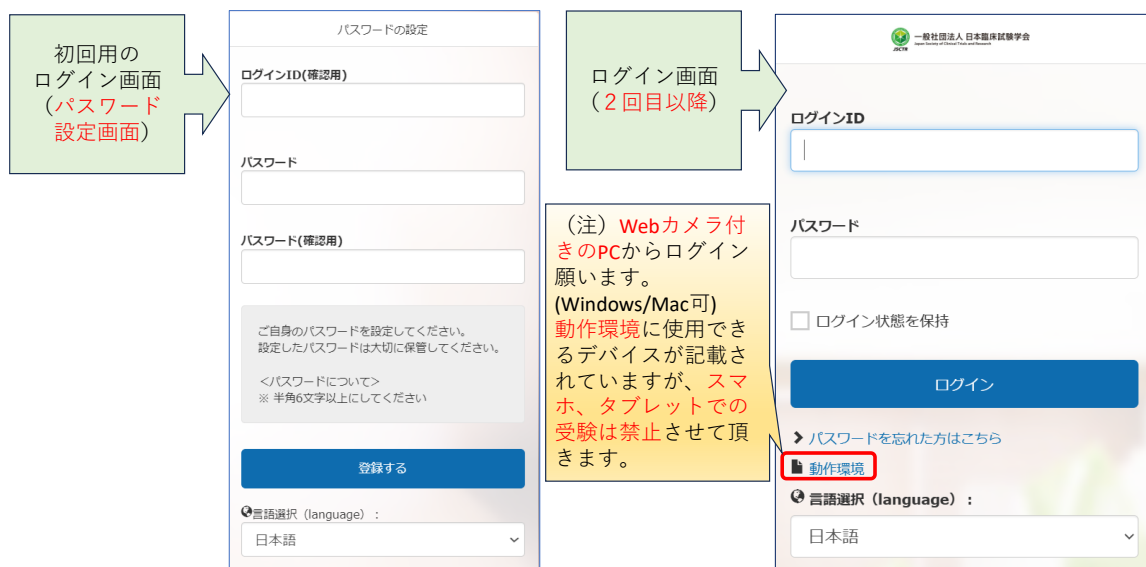 初回用の
ログイン画面
（パスワード
設定画面）
パスワードの設定
ログインID(確認用)
パスワード
パスワード(確認用)
ご自身のパスワードを設定してください。
設定したパスワードは大切に保管してください。
<パスワードについて>
※ 半角6文字以上にしてください
登録する
言語選択（language）:
日本語
ログイン画面
（２回目以降）
（注）Webカメラ付
きのPCからログイン
願います。
(Windows/Mac可)
動作環境に使用でき
るデバイスが記載さ
れていますが、スマ
ホ、タブレットでの
受験は禁止させて頂
きます。
JSCTR
一般社団法人 日本臨床試験学会
Japan Society of Clinical Trials and Research
ログインID
パスワード
ログイン状態を保持
ログイン
パスワードを忘れた方はこちら
動作環境
言語選択（language）:
日本語